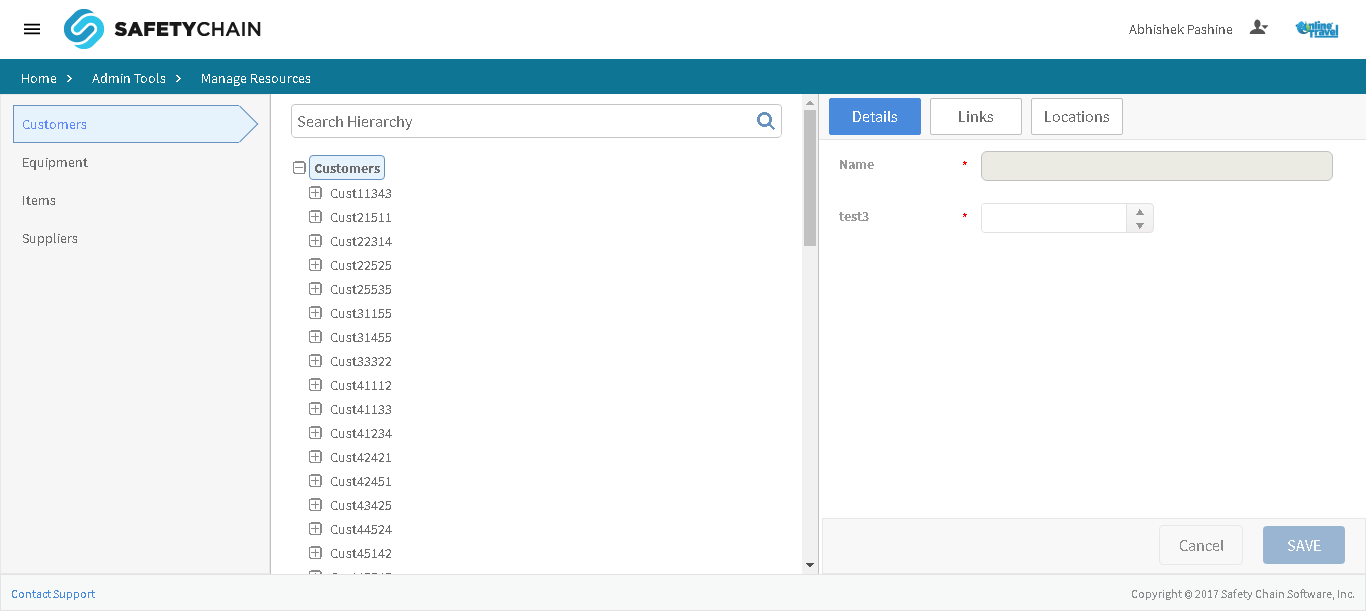 SAFETYCHAIN
Abhishek Pashine
Online Travel
Home > Admin Tools > Manage Resources
Customers
Equipment
Items
Suppliers
Search Hierarchy
Customers
Cust11343
Cust21511
Cust22314
Cust22525
Cust25535
Cust31155
Cust31455
Cust33322
Cust41112
Cust41133
Cust41234
Cust42421
Cust42451
Cust43425
Cust44524
Cust45142
Details
Links
Locations
Name *
test3 *
Cancel
SAVE
Contact Support
Copyright © 2017 Safety Chain Software, Inc.